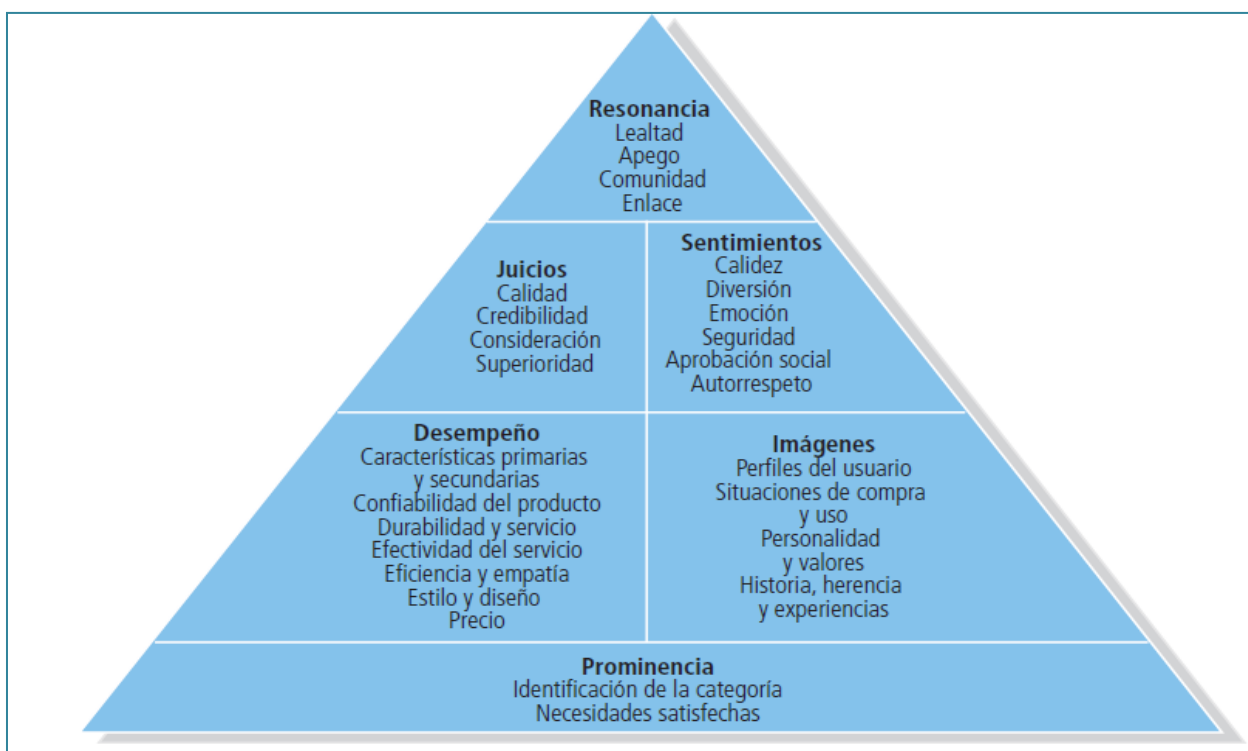 Resonancia
Lealtad
Apego
Comunidad
Enlace
Juicios
Calidad
Credibilidad
Consideración
Superioridad
Sentimientos
Calidez
Diversión
Emoción
Seguridad
Aprobación social
Autorrespeto
Desempeño
Características primarias
y secundarias
Confiabilidad del producto
Durabilidad y servicio
Efectividad del servicio
Eficiencia y empatía
Estilo y diseño
Precio
Imágenes
Perfiles del usuario
Situaciones de compra
y uso
Personalidad
y valores
Historia, herencia
y experiencias
Prominencia
Identificación de la categoría
Necesidades satisfechas